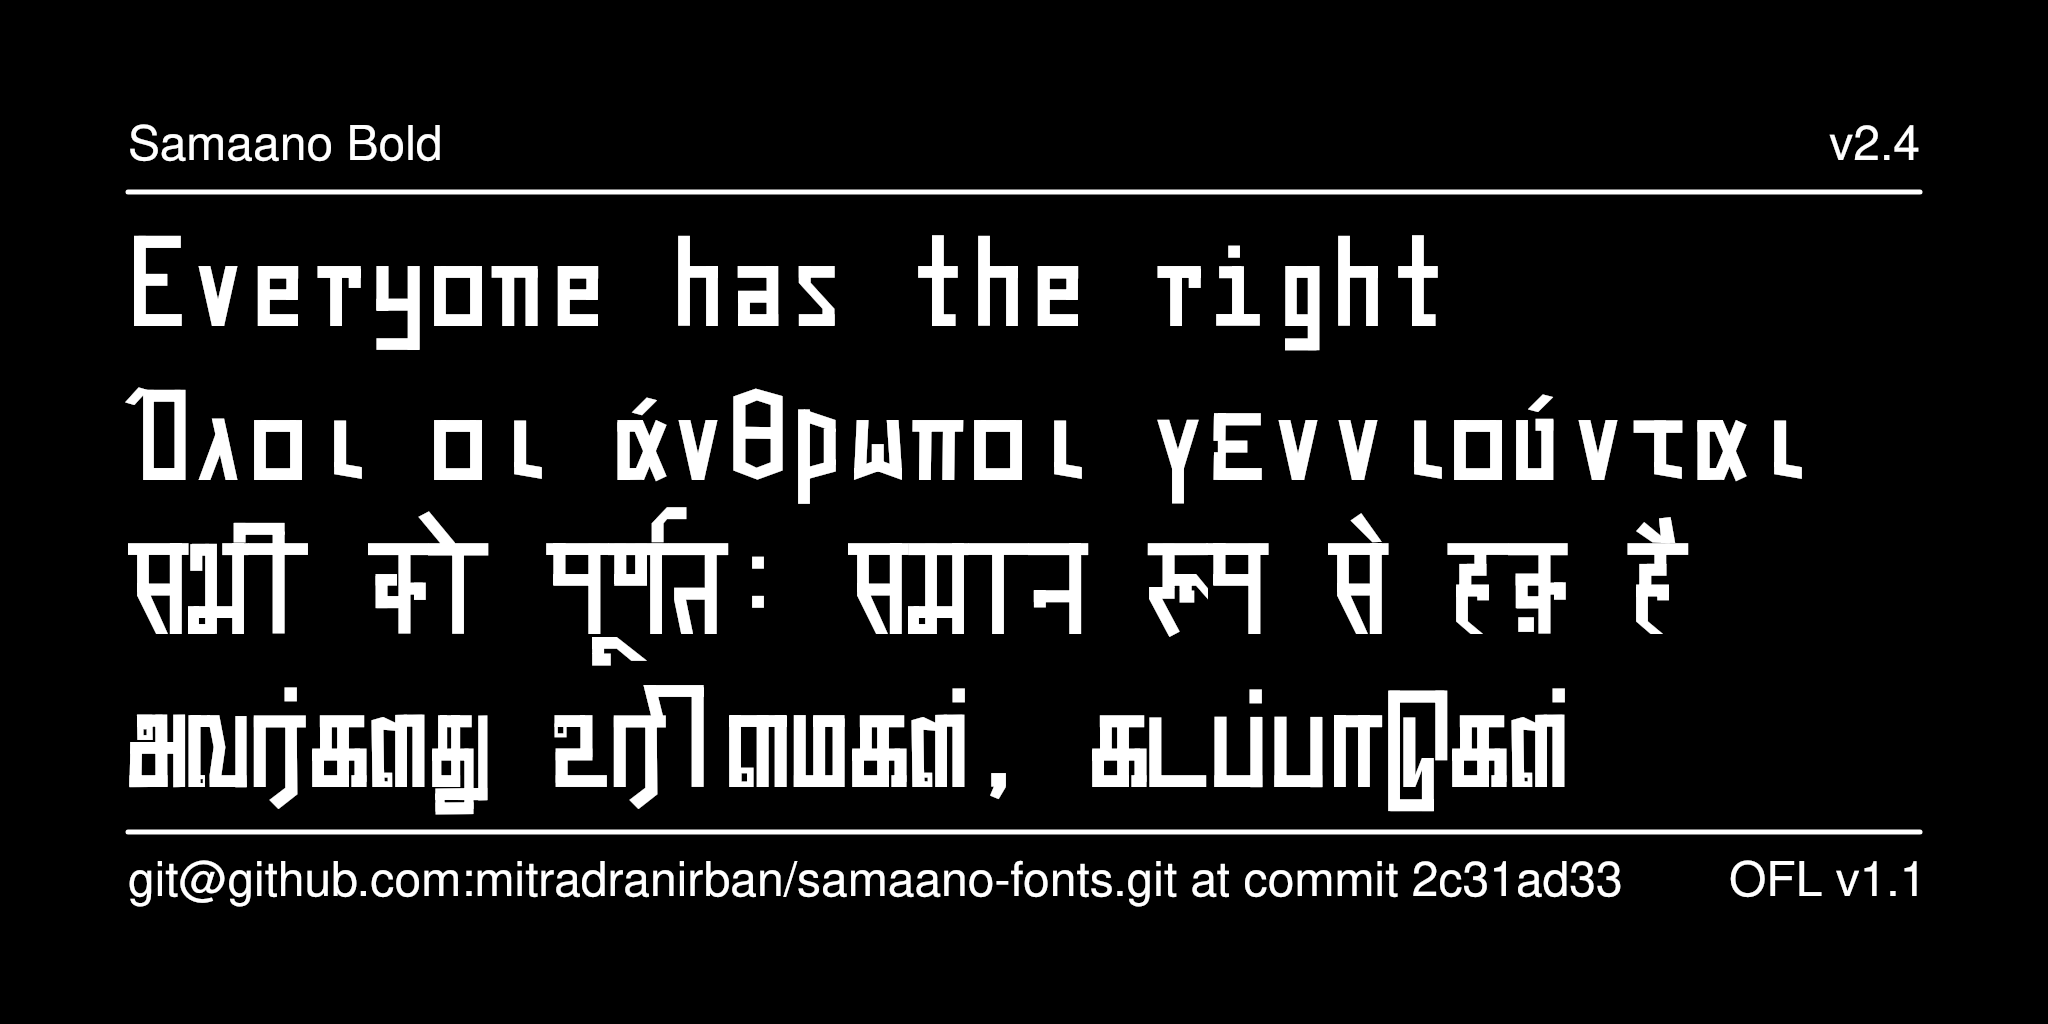 Samaano Bold
v2.4
Everyone has the right
Όλοι οι άνθρωποι γεννιούνται
सभी को पूर्णतः समान रूप से हक़ है
அவர்களது உரிமைகள், கடப்பாடுகள்
git@github.com:mitradranirban/samaano-fonts.git at commit 2c31ad33
OFL v1.1